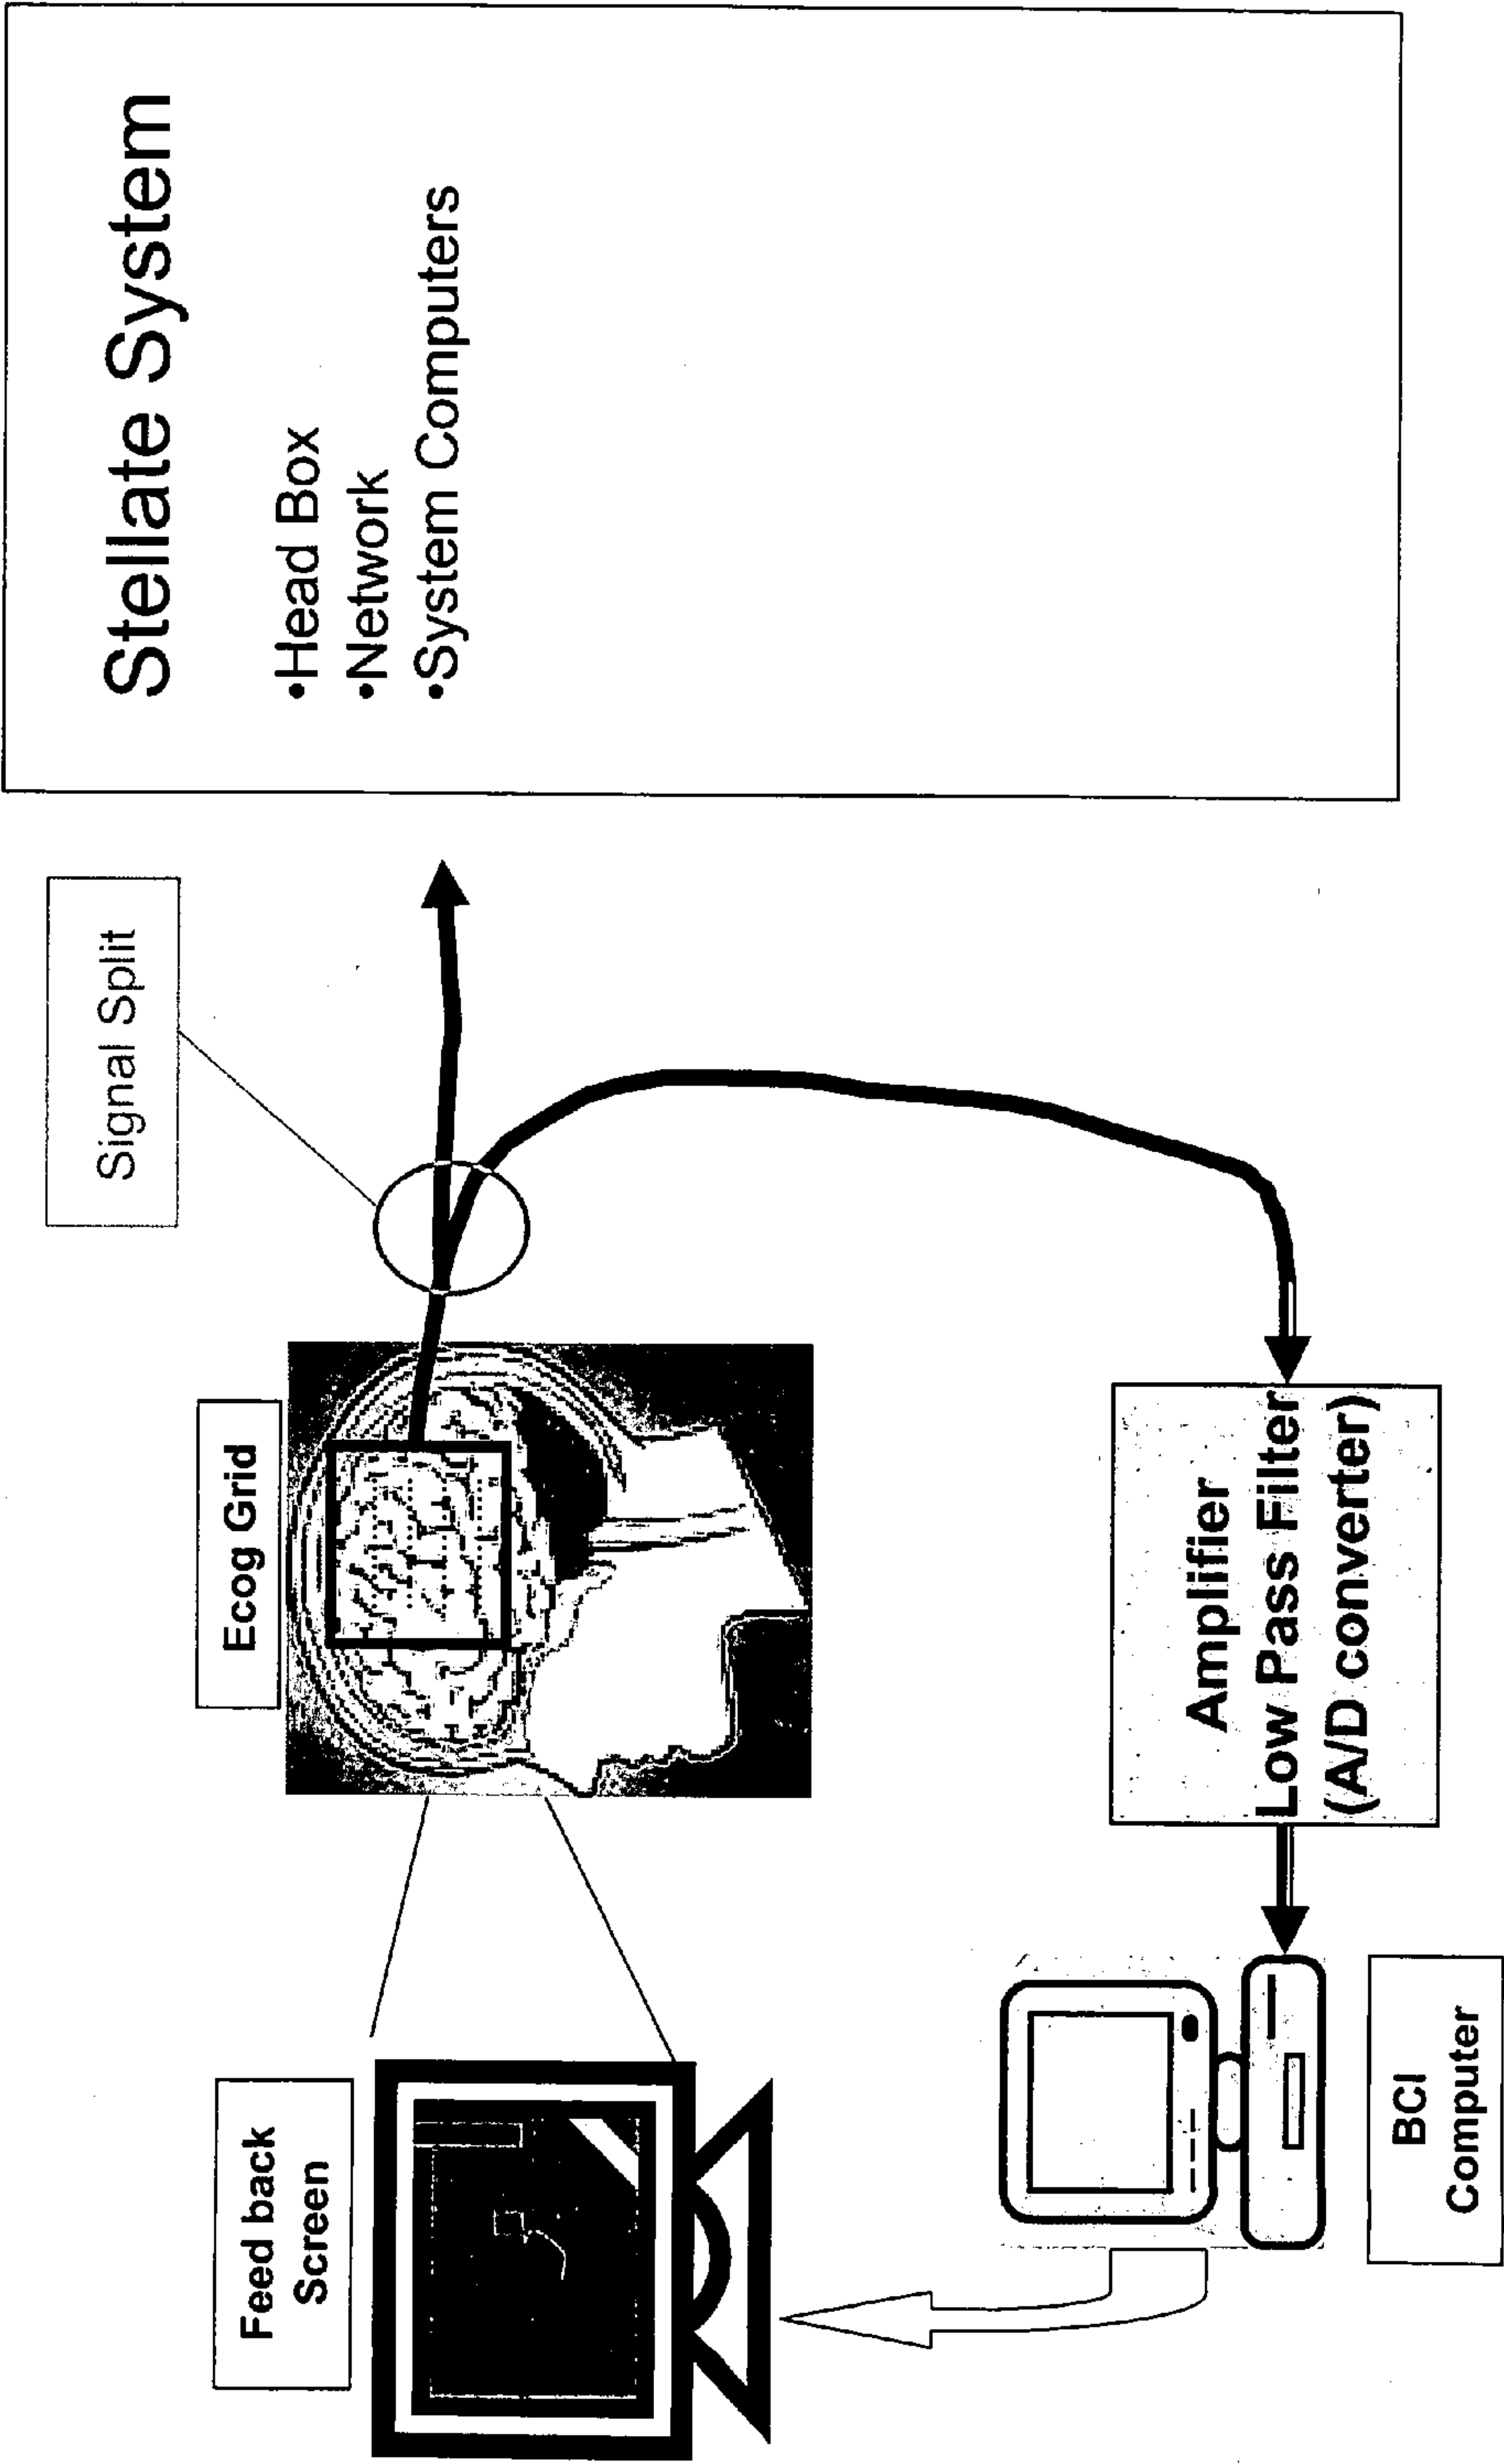 Feed back
Screen
Ecog Grid
Signal Split
Stellate System
•Head Box
•Network
•System Computers
BCI
Computer
Amplifier
Low Pass Filter
(A/D converter)